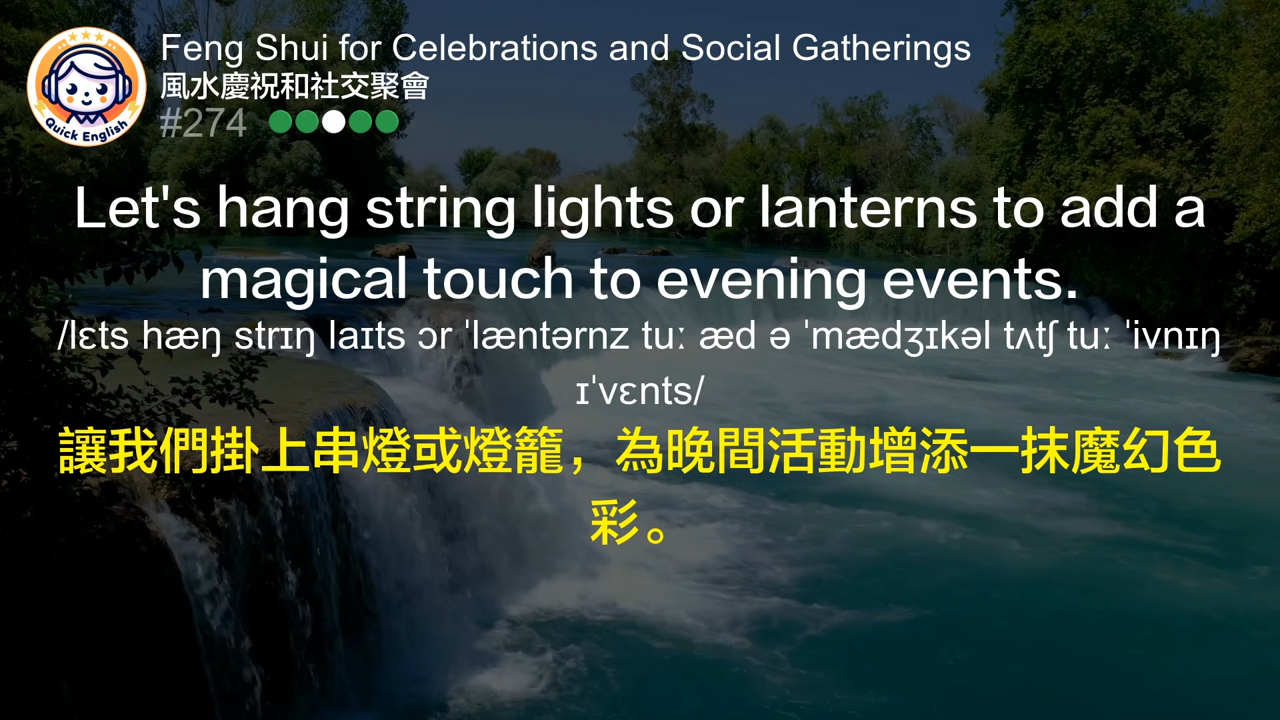 Quick English
Feng Shui for Celebrations and Social Gatherings
風水慶祝和社交聚會
#274
Let's hang string lights or lanterns to add a
magical touch to evening events.
/lɛts hæŋ strɪŋ laɪts ɔr ˈlæntərnz tuː æd ə ˈmædʒɪkəl tʌtʃ tuː ˈivnɪŋ
ɪˈvɛnts/
讓我們掛上串燈或燈籠，為晚間活動增添一抹魔幻色
彩。